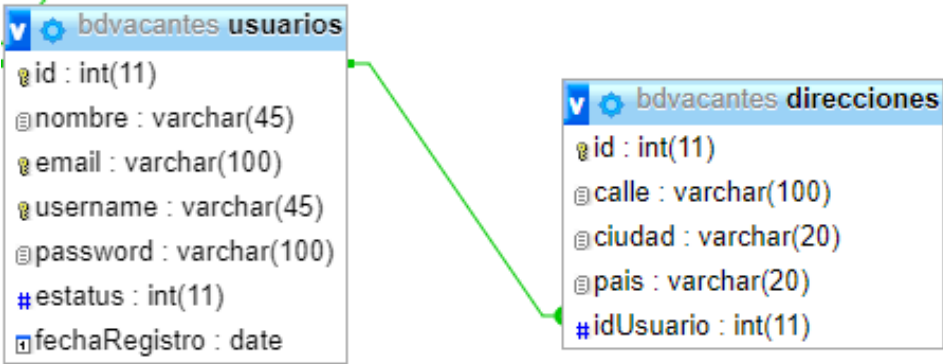 v bdvacantes usuarios
id : int(11)
nombre : varchar(45)
email : varchar(100)
username : varchar(45)
password : varchar(100)
# estatus : int(11)
fechaRegistro : date
v bdvacantes direcciones
id : int(11)
calle : varchar(100)
ciudad : varchar(20)
pais : varchar(20)
# idUsuario : int(11)